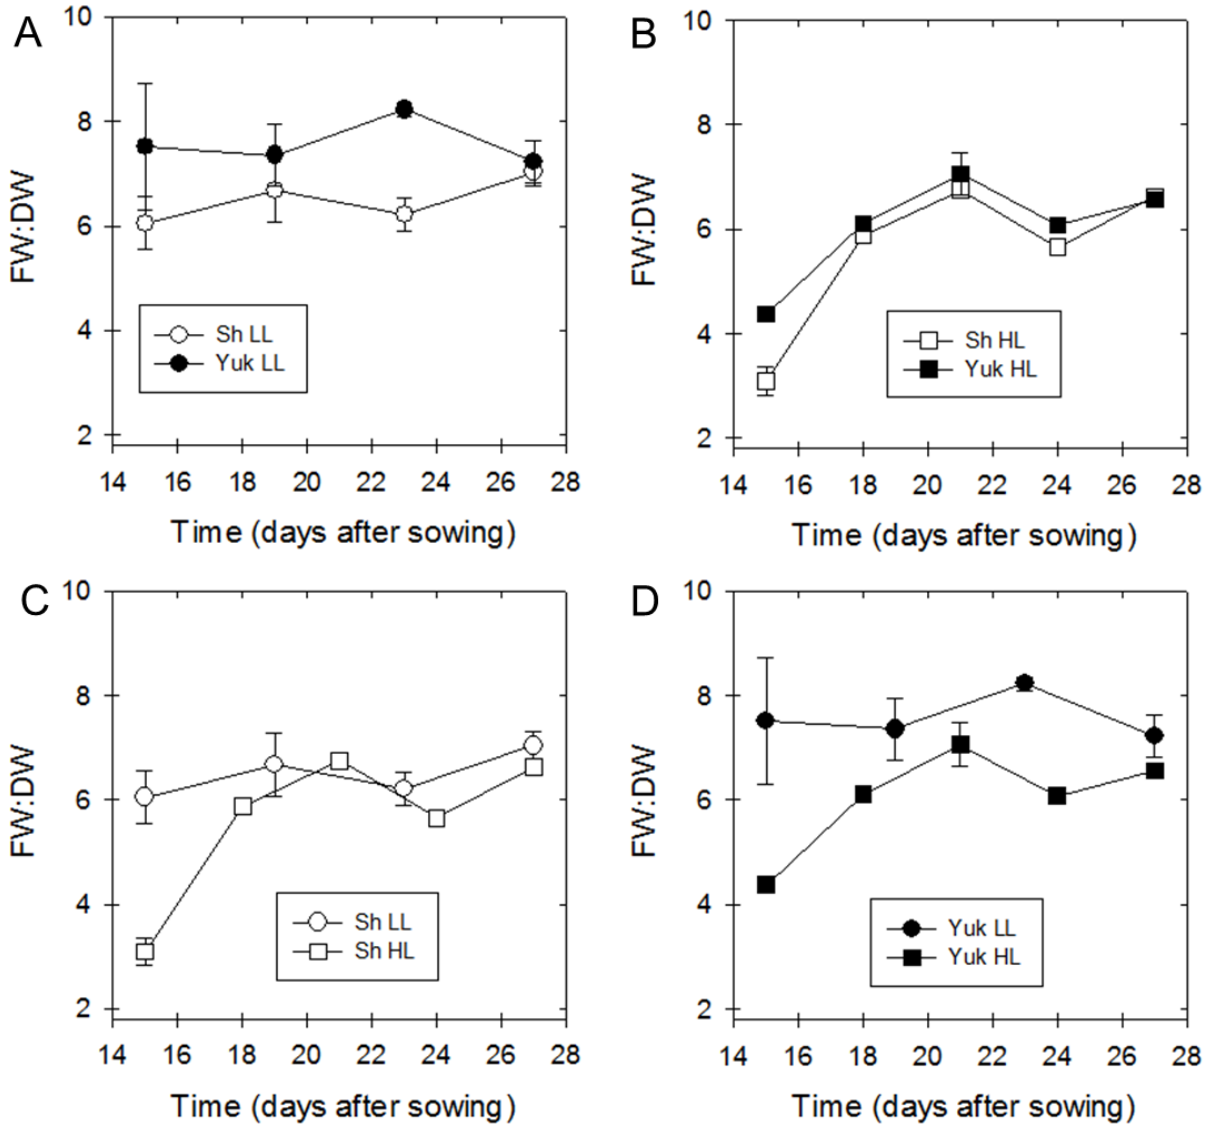 A
10
8
6
4
2
FW:DW
Sh LL
Yuk LL
14 16 18 20 22 24 26 28
Time (days after sowing)
B
10
8
6
4
2
FW:DW
Sh HL
Yuk HL
14 16 18 20 22 24 26 28
Time (days after sowing)
C
10
8
6
4
2
FW:DW
Sh LL
Sh HL
14 16 18 20 22 24 26 28
Time (days after sowing)
D
10
8
6
4
2
FW:DW
Yuk LL
Yuk HL
14 16 18 20 22 24 26 28
Time (days after sowing)